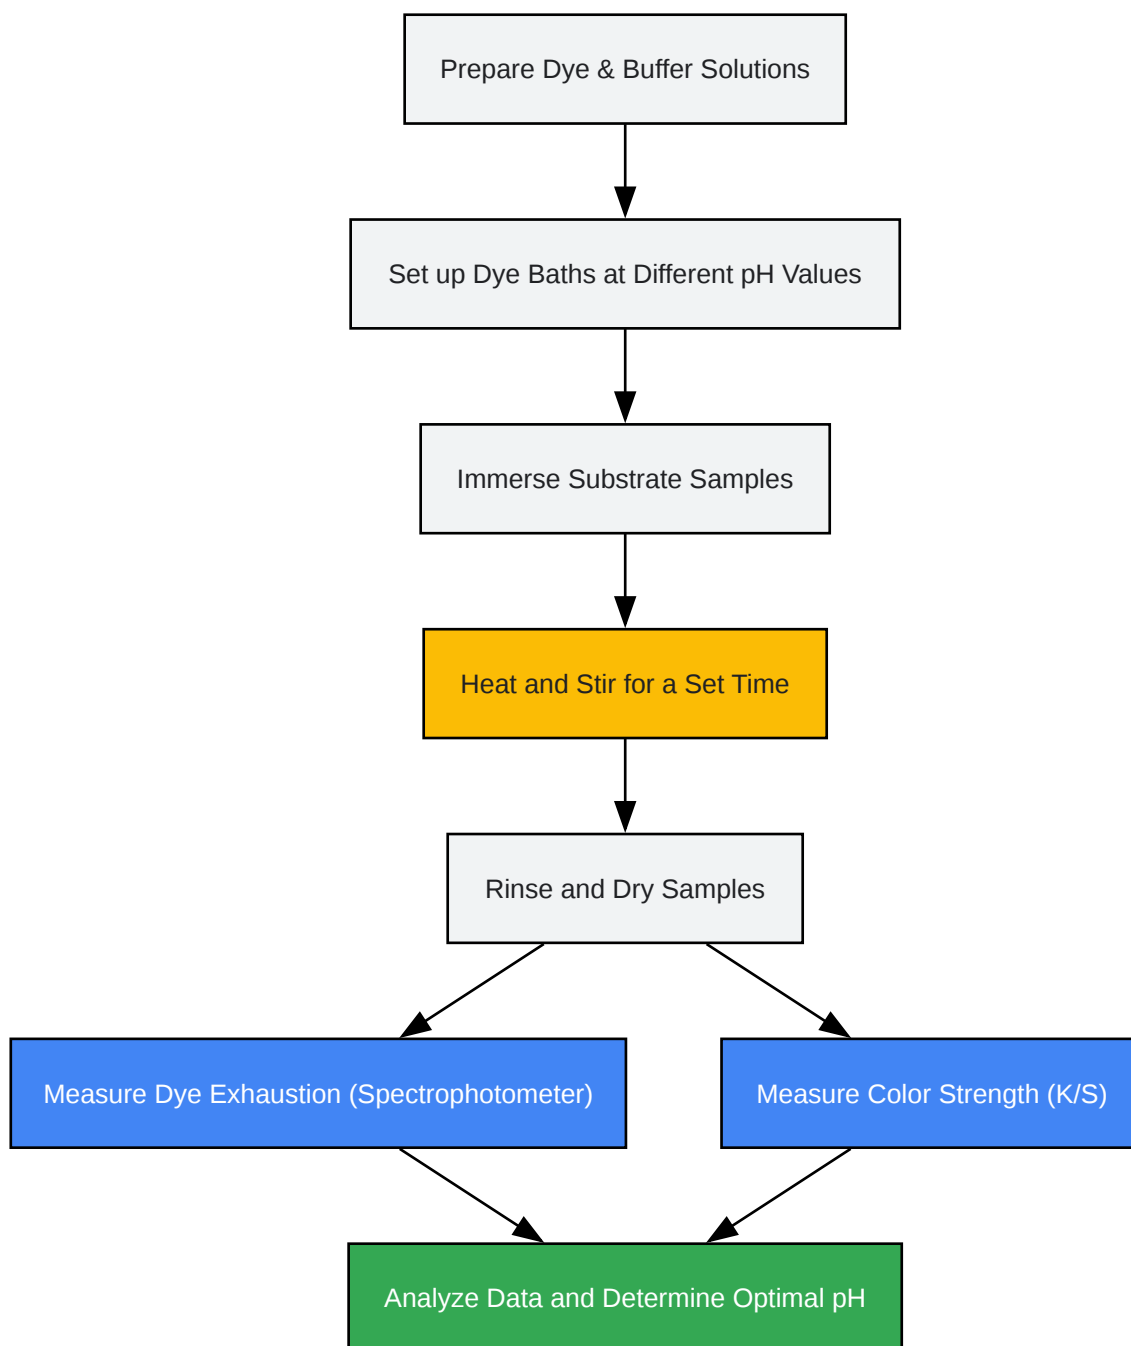 Prepare Dye & Buffer Solutions
Set up Dye Baths at Different pH Values
Immerse Substrate Samples
Heat and Stir for a Set Time
Rinse and Dry Samples
Measure Dye Exhaustion (Spectrophotometer)
Measure Color Strength (K/S)
Analyze Data and Determine Optimal pH